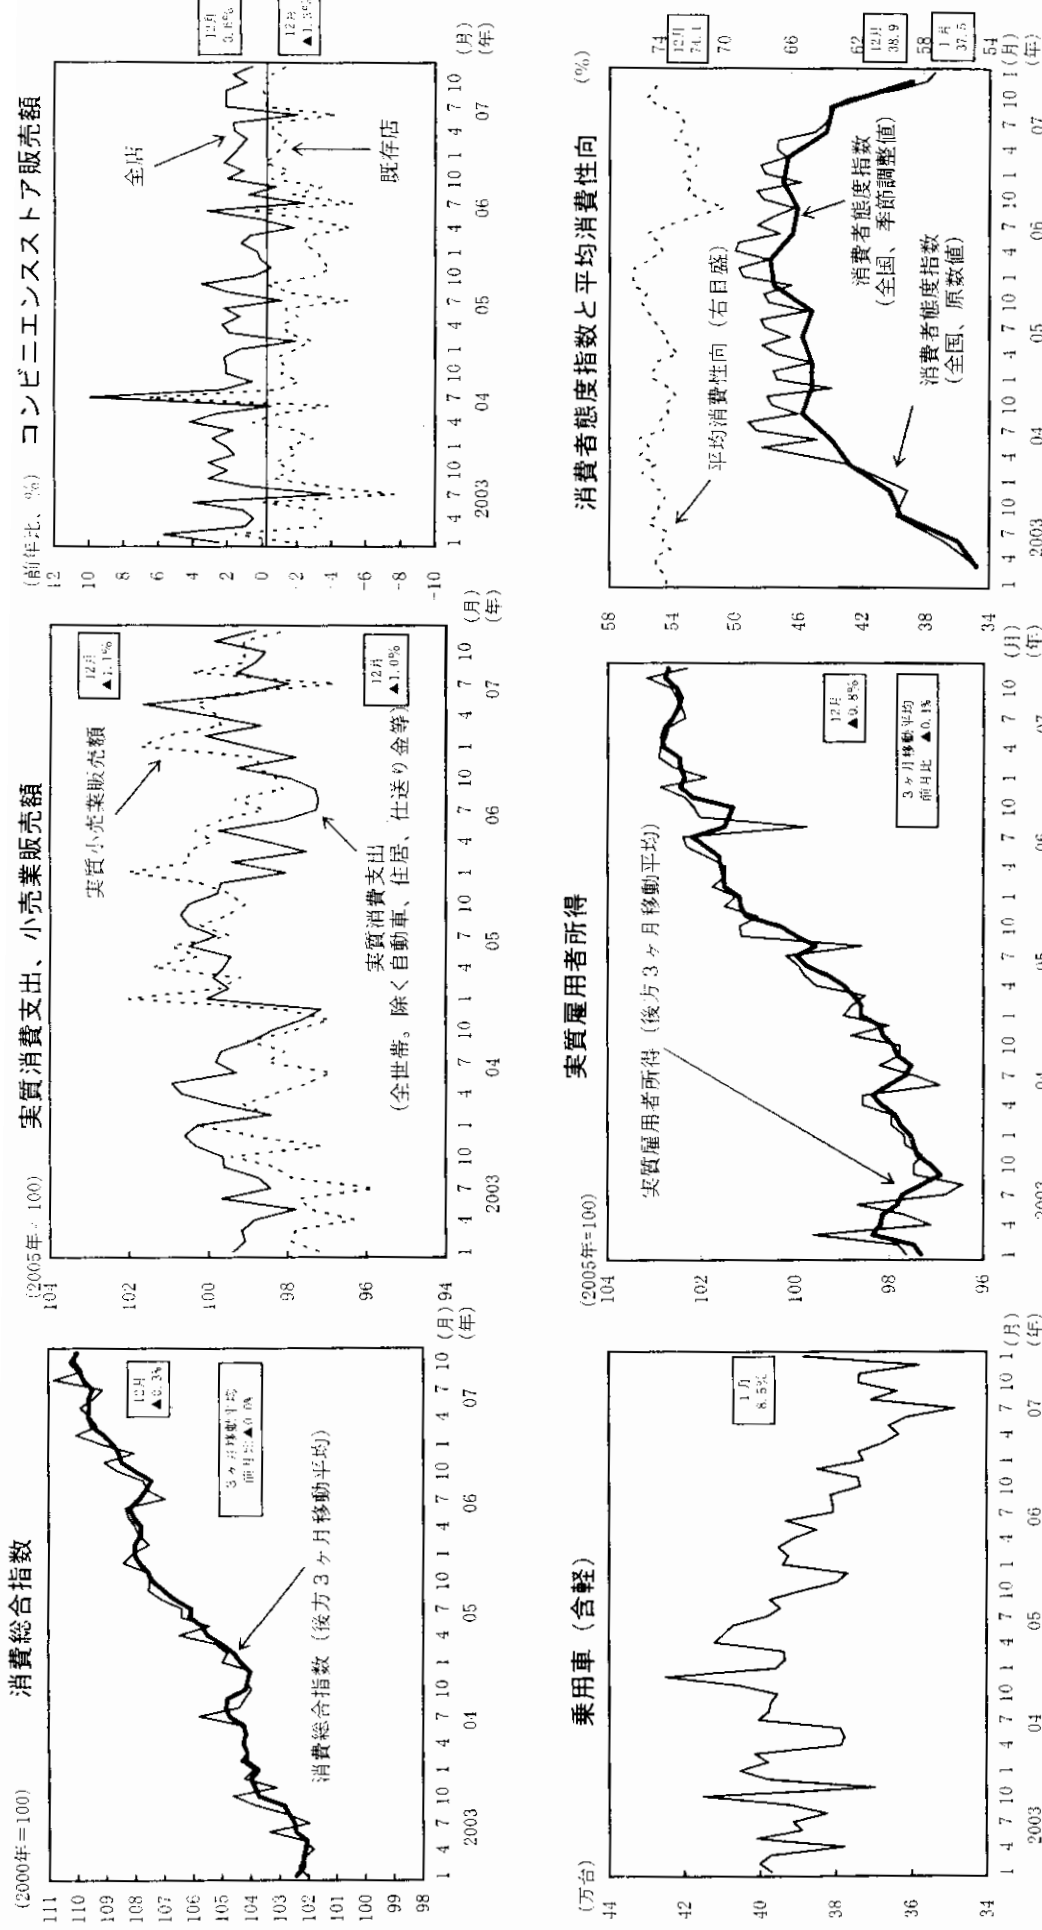 消費総合指数
(2000年=100)
111
110
109
108
107
106
105
104
103
102
101
100
99
98
12月
▲0.3%
3ヶ月移動平均
前月比▲0.0%
消費総合指数（後方3ヶ月移動平均）
1 4 7 10 1 4 7 10 1 4 7 10 1 4 7 10 1 4 7 10 (月)
2003 04 05 06 07 (年)
実質消費支出、小売業販売額
(2005年=100)
104
102
100
98
96
94
実質小売業販売額
12月
▲1.1%
12月
▲1.0%
実質消費支出
(全世帯。除く自動車、住居、仕送り金等)
1 4 7 10 1 4 7 10 1 4 7 10 1 4 7 10 1 4 7 10 (月)
2003 04 05 06 07 (年)
コンビニエンスストア販売額
(前年比、%)
12
10
8
6
4
2
0
-2
-4
-6
-8
-10
全店
既存店
12月
12月
1 4 7 10 1 4 7 10 1 4 7 10 1 4 7 10 1 4 7 10 (月)
2003 04 05 06 07 (年)
乗用車（含軽）
(万台)
44
42
40
38
36
34
1月
8.5%
1 4 7 10 1 4 7 10 1 4 7 10 1 4 7 10 1 4 7 10 1 (月)
2003 04 05 06 07 (年)
実質雇用者所得
(2005年=100)
104
102
100
98
96
実質雇用者所得（後方3ヶ月移動平均）
12月
▲0.8%
3ヶ月移動平均
前月比 ▲0.1%
1 4 7 10 1 4 7 10 1 4 7 10 1 4 7 10 1 4 7 10 (月)
2003 04 05 06 07 (年)
消費者態度指数と平均消費性向
(%)
58
54
50
46
42
38
34
74
70
66
62
58
54
12月
74.1
12月
38.9
1月
37.5
平均消費性向（右目盛）
消費者態度指数
(全国、季節調整値)
消費者態度指数
(全国、原数値)
1 4 7 10 1 4 7 10 1 4 7 10 1 4 7 10 1 4 7 10 1 (月)
2003 04 05 06 07 (年)